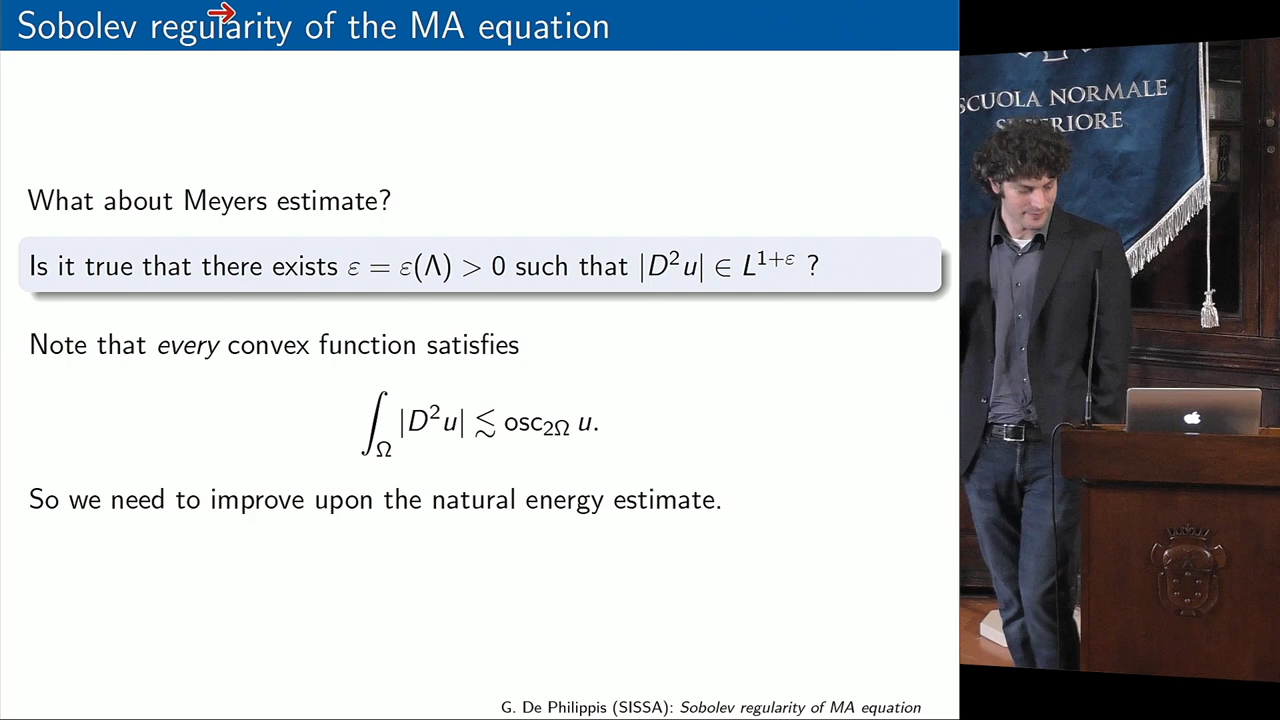 Sobolev regularity of the MA equation
What about Meyers estimate?
Is it true that there exists ε = ε(Λ) > 0 such that |D²u| ∈ L¹⁺ᵋ ?
Note that every convex function satisfies
∫_Ω |D²u| ≲ osc_{2Ω} u.
So we need to improve upon the natural energy estimate.
G. De Philippis (SISSA): Sobolev regularity of MA equation
SCUOLA NORMALE
SUPERIORE